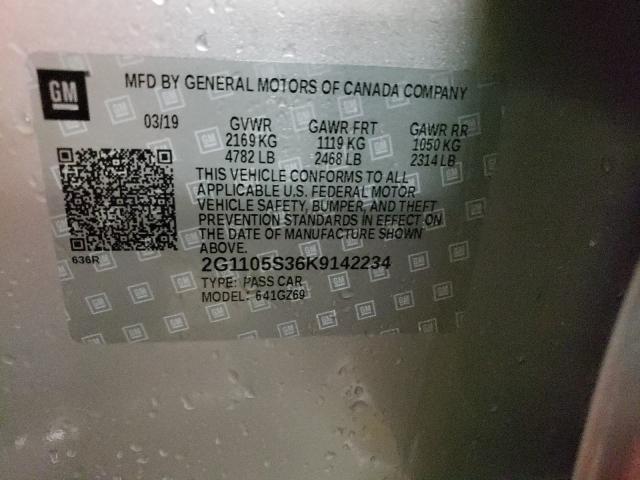 GM
MFD BY GENERAL MOTORS OF CANADA COMPANY
03/19 GVWR GAWR FRT GAWR RR
2169 KG 1119 KG 1050 KG
4782 LB 2468 LB 2314 LB
THIS VEHICLE CONFORMS TO ALL
APPLICABLE U.S. FEDERAL MOTOR
VEHICLE SAFETY, BUMPER, AND THEFT
PREVENTION STANDARDS IN EFFECT ON
THE DATE OF MANUFACTURE SHOWN
ABOVE.
636R
2G1105S36K9142234
TYPE: PASS CAR
MODEL: 641GZ69